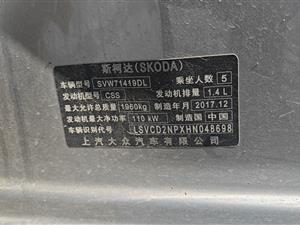 斯柯达(SKODA)
车辆型号 SVW71419DL 乘坐人数 5
发动机型号 CSS 发动机排量 1.4 L
最大允许总质量 1960kg 制造年月 2017.12
发动机最大净功率 110 kW 制造国 中国
车辆识别代号 LSVCD2NPXHN048698
上汽大众汽车有限公司